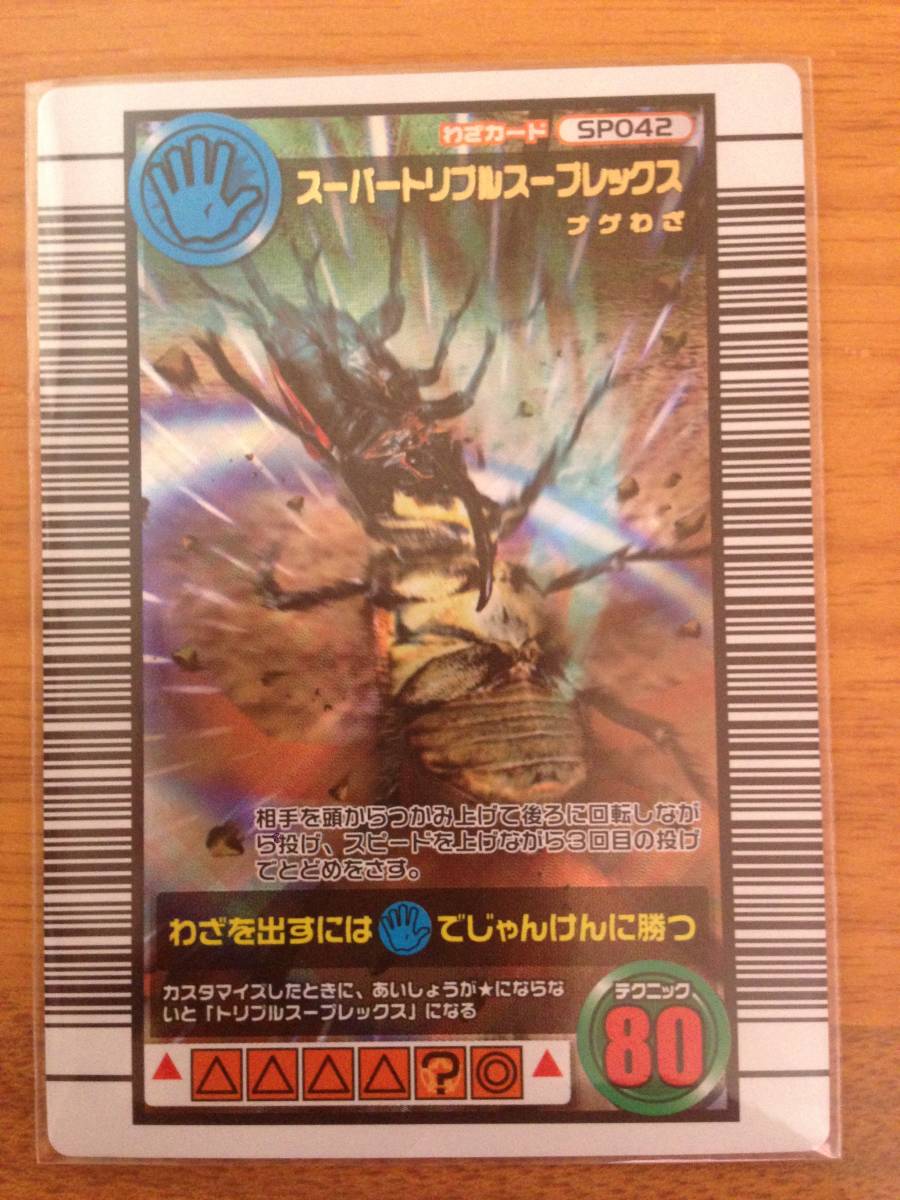 わざカード SP042
スーパートリプルスープレックス
ナゲわざ
相手を頭からつかみ上げて後ろに回転しなが
ら投げ、スピードを上げながら3回目の投げ
でとどめをさす。
わざを出すには でじゃんけんに勝つ
カスタマイズしたときに、あいしょうが★にならな
いと「トリプルスープレックス」になる
テクニック
80
▲ △ △ △ △ ? ◎ ▲